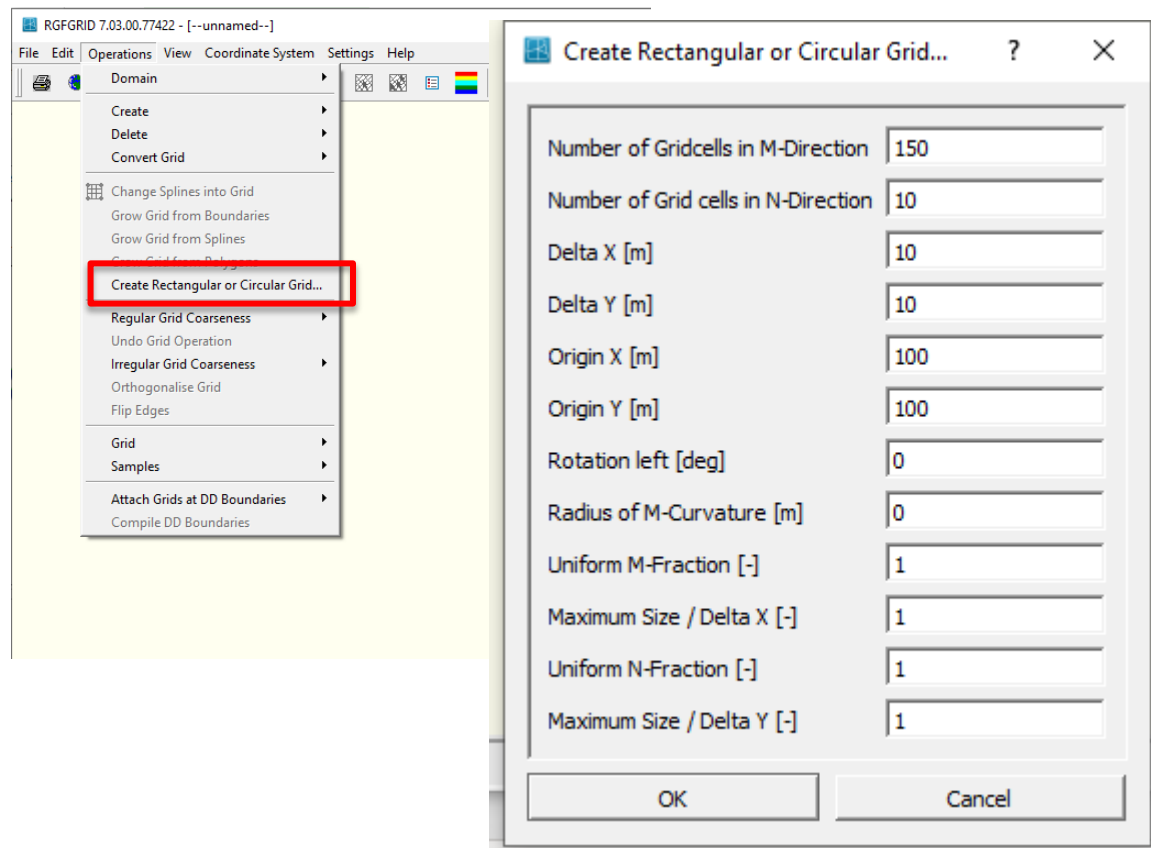 RGFGRID 7.03.00.77422 - [--unnamed--]
File Edit Operations View Coordinate System Settings Help
Domain
Create
Delete
Convert Grid
Change Splines into Grid
Grow Grid from Boundaries
Grow Grid from Splines
Grow Grid from Polygons
Create Rectangular or Circular Grid...
Regular Grid Coarseness
Undo Grid Operation
Irregular Grid Coarseness
Orthogonalise Grid
Flip Edges
Grid
Samples
Attach Grids at DD Boundaries
Compile DD Boundaries
Create Rectangular or Circular Grid... ?
Number of Gridcells in M-Direction 150
Number of Grid cells in N-Direction 10
Delta X [m] 10
Delta Y [m] 10
Origin X [m] 100
Origin Y [m] 100
Rotation left [deg] 0
Radius of M-Curvature [m] 0
Uniform M-Fraction [-] 1
Maximum Size / Delta X [-] 1
Uniform N-Fraction [-] 1
Maximum Size / Delta Y [-] 1
OK Cancel